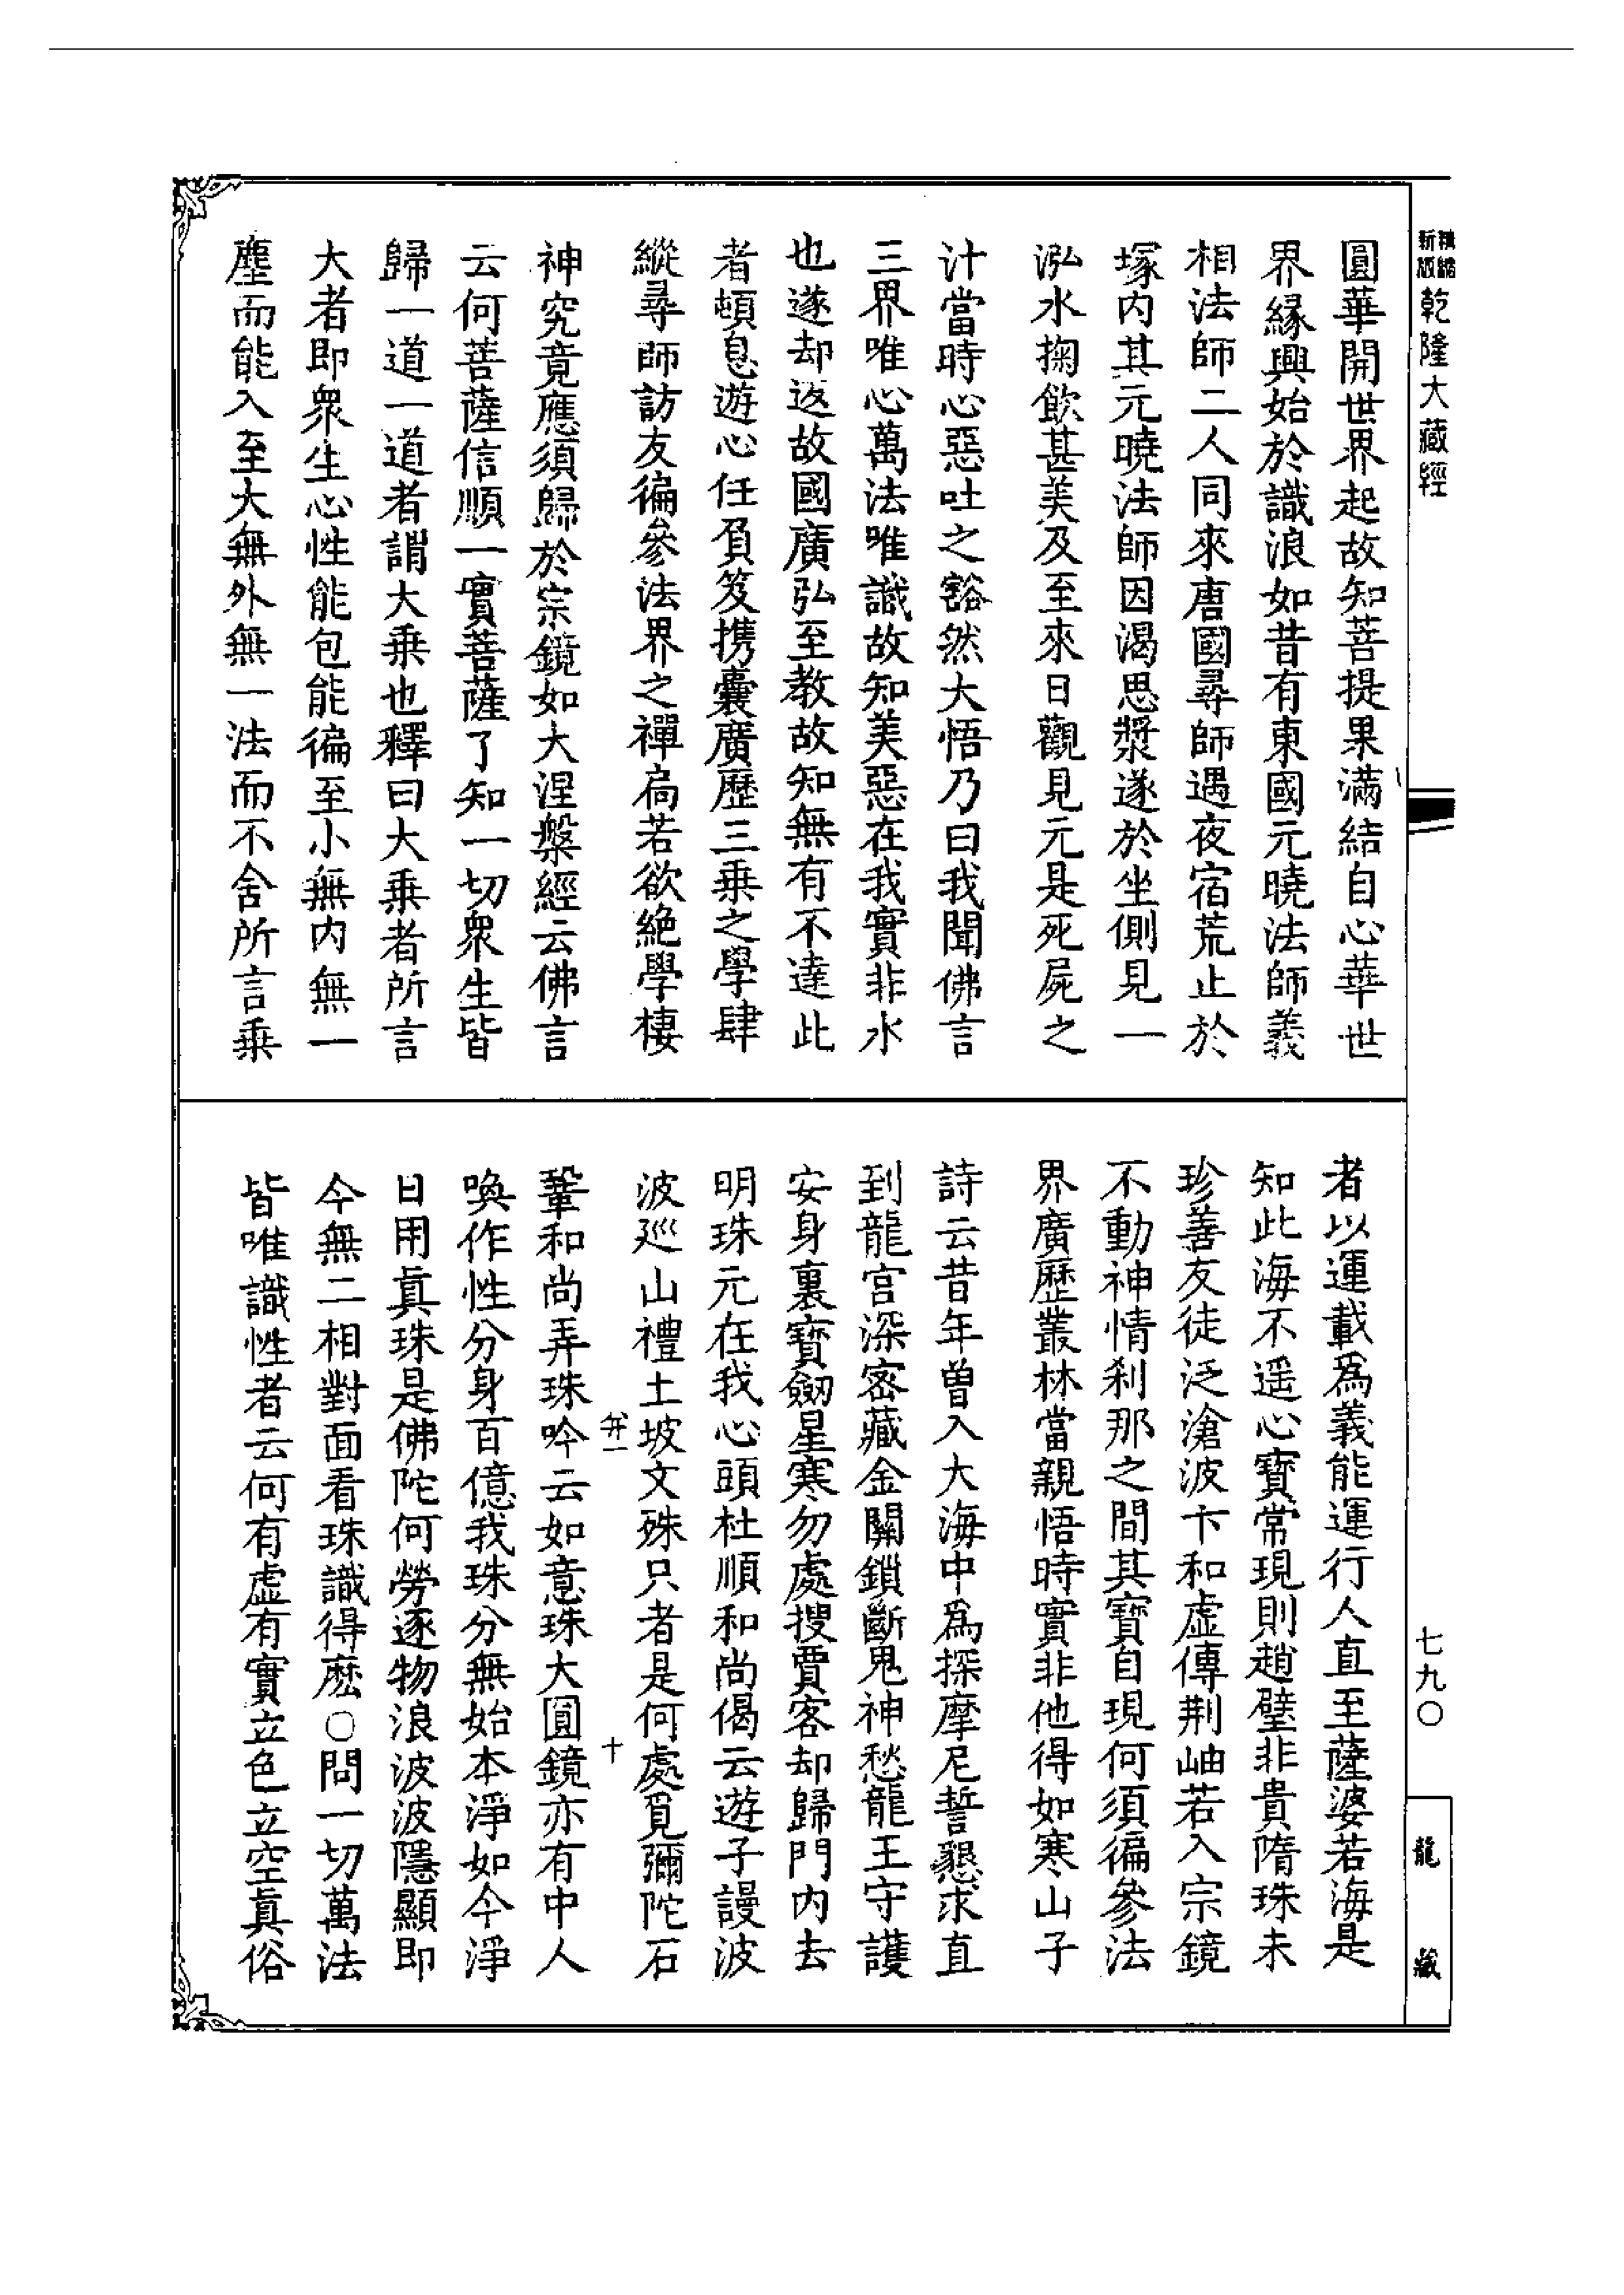 精縮新版乾隆大藏經
圓華開世界起故知菩提果滿結自心華世
界緣興始於識浪如昔有東國元曉法師義
相法師二人同來唐國尋師遇夜宿荒止於
塚內其元曉法師因渴思漿遂於坐側見一
泓水掬飲甚美及至來日觀見元是死屍之
汁當時心惡吐之豁然大悟乃曰我聞佛言
三界唯心萬法唯識故知美惡在我實非水
也遂却返故國廣弘至教故知無有不達此
者頓息遊心任負笈攜囊廣歷三乘之學肆
縱尋師訪友徧參法界之禪扃若欲絕學棲
神究竟應須歸於宗鏡如大涅槃經云佛言
云何菩薩信順一實菩薩了知一切眾生皆
歸一道一道者謂大乘也釋曰大乘者所言
大者即眾生心性能包能徧至小無內無一
塵而能入至大無外無一法而不含所言乘
者以運載爲義能運行人直至薩婆若海是
知此海不遥心寶常現則趙璧非貴隋珠未
珍善友徒泛滄波卞和虛傳荆岫若入宗鏡
不動神情刹那之間其寶自現何須徧參法
界廣歷叢林當親悟時實非他得如寒山子
詩云昔年曾入大海中爲探摩尼誓懇求直
到龍宮深密藏金關鎖斷鬼神愁龍王守護
安身裏寶劒星寒勿處搜賈客却歸門內去
明珠元在我心頭杜順和尚偈云遊子謾波
波巡山禮土坡文殊只者是何處覓彌陀石
弁一 十
鞏和尚弄珠吟云如意珠大圓鏡亦有中人
喚作性分身百億我珠分無始本淨如今淨
日用眞珠是佛陀何勞逐物浪波波隱顯即
今無二相對面看珠識得麽○問一切萬法
皆唯識性者云何有虛有實立色立空眞俗
七九〇
龍藏